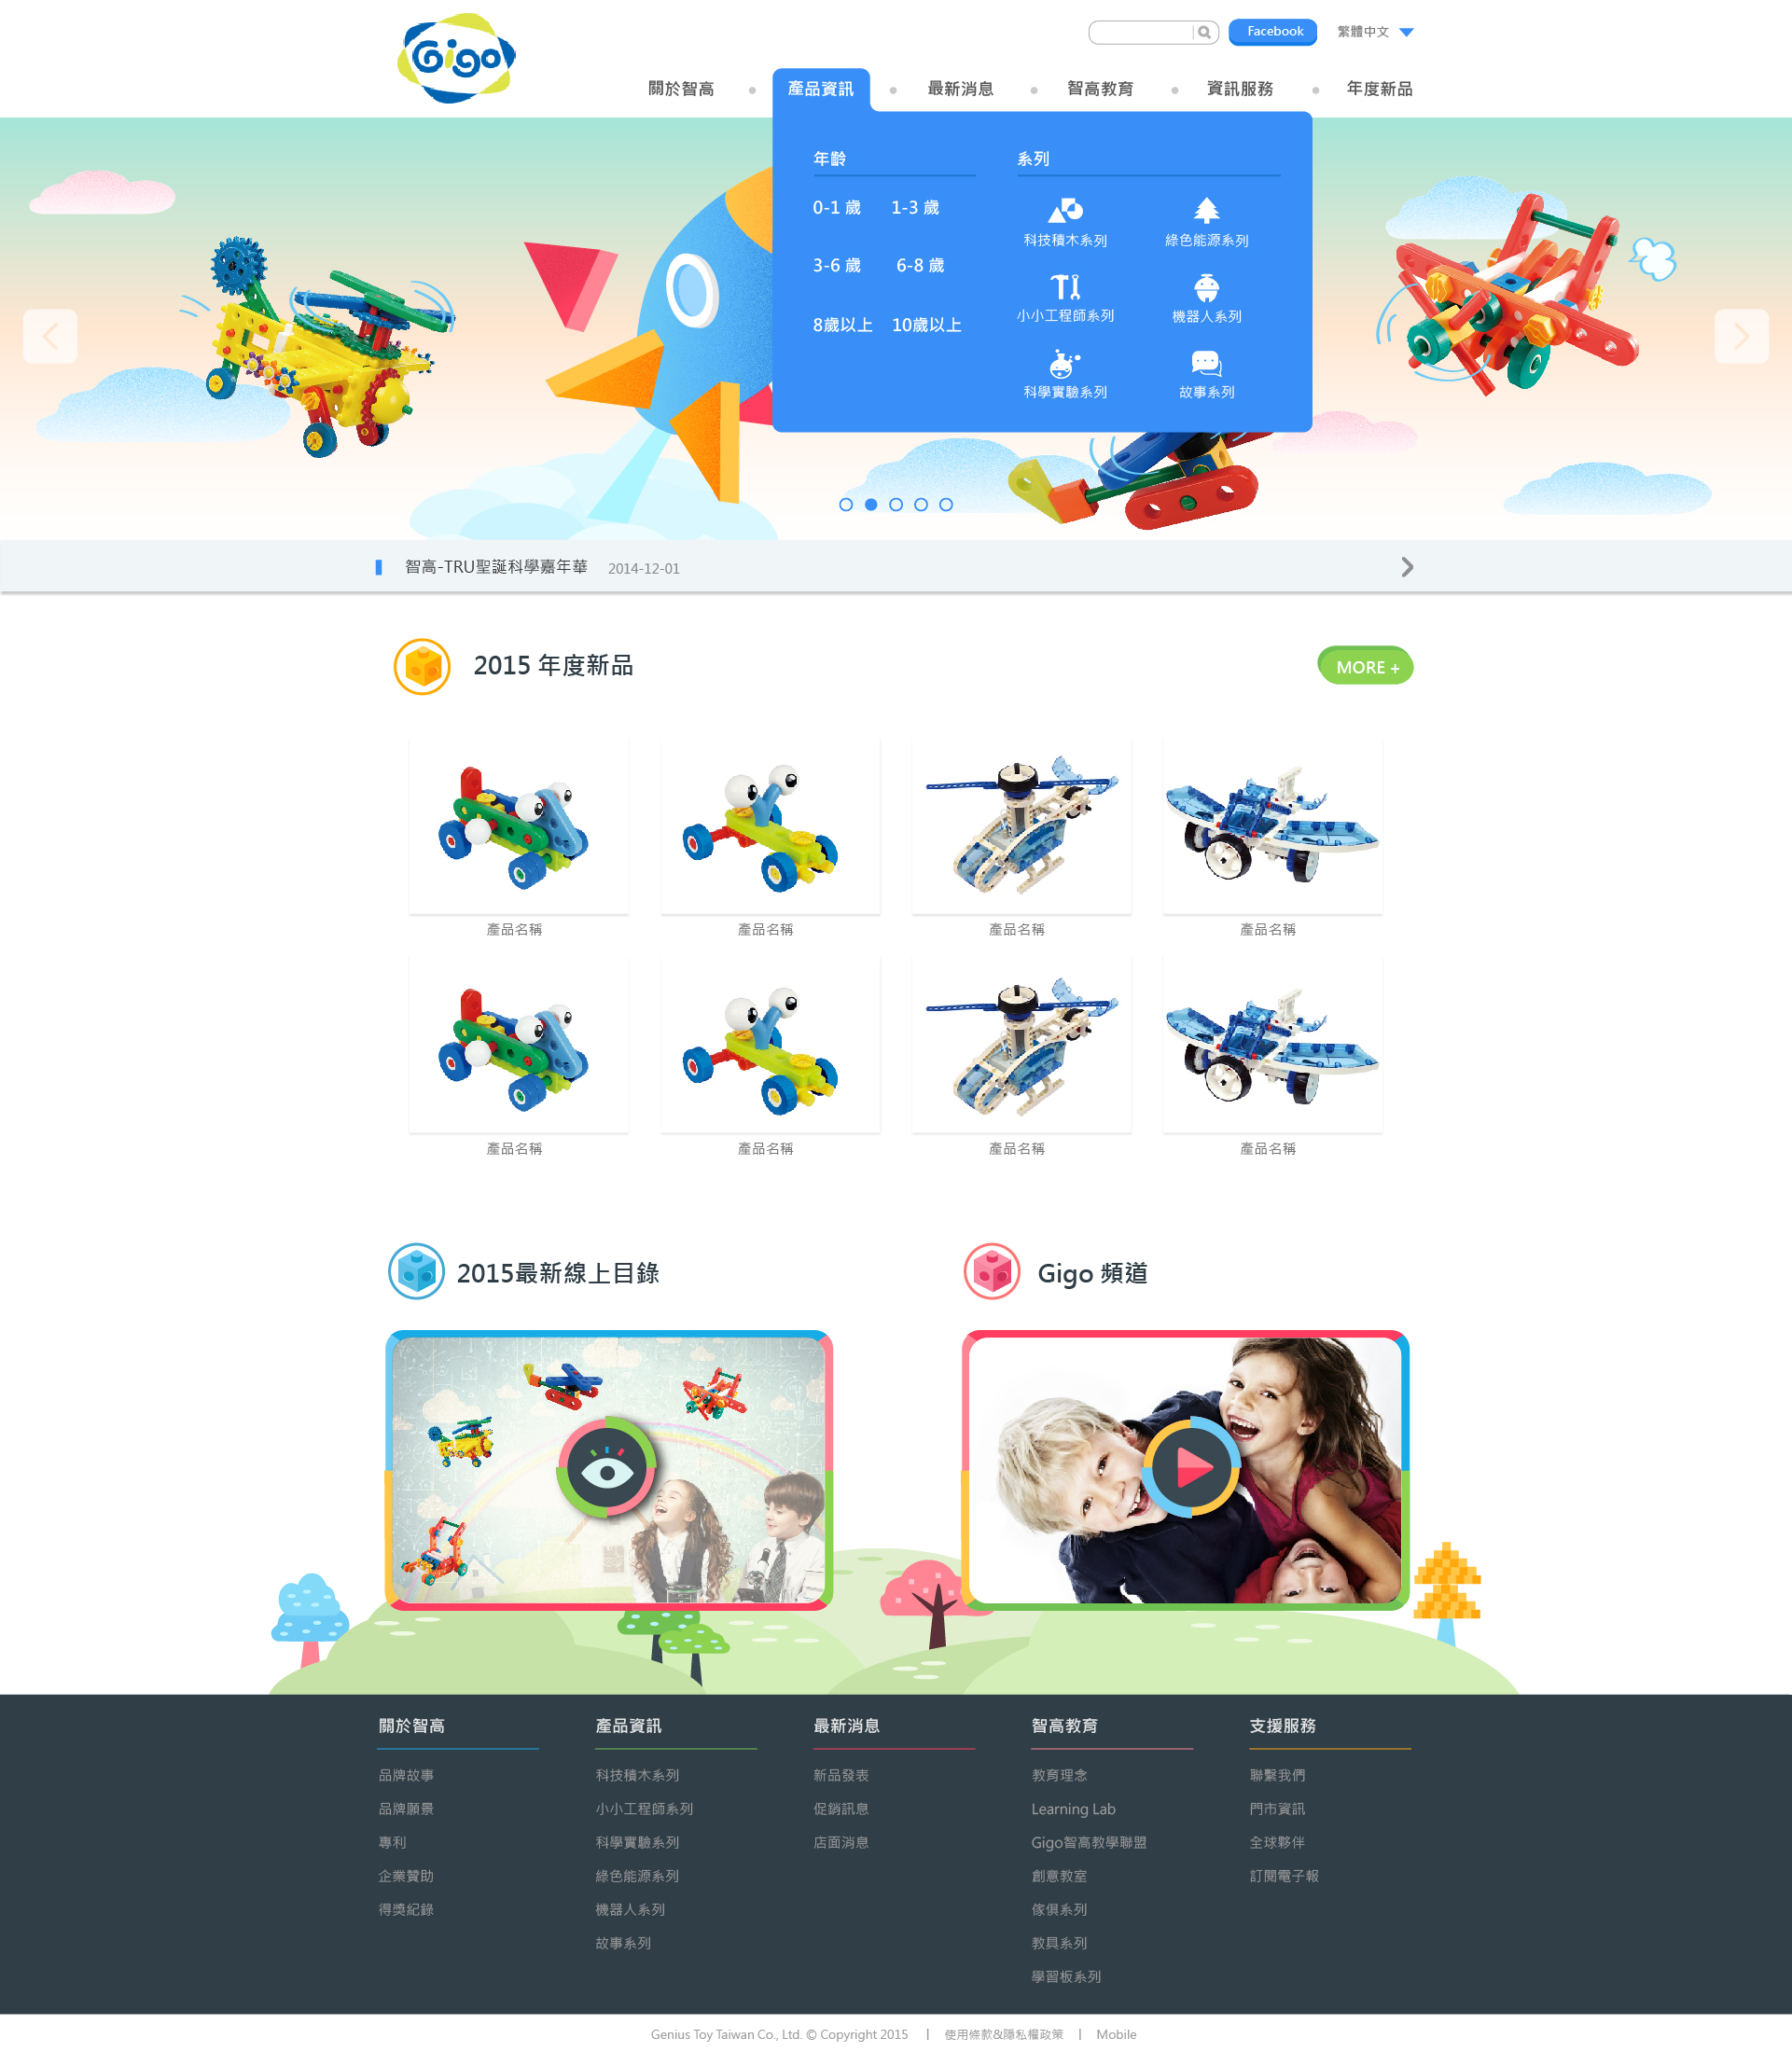 Gigo
Facebook
繁體中文
關於智高
產品資訊
最新消息
智高教育
資訊服務
年度新品
年齡
系列
0-1 歲
1-3 歲
科技積木系列
綠色能源系列
3-6 歲
6-8 歲
小小工程師系列
機器人系列
8歲以上
10歲以上
科學實驗系列
故事系列
智高-TRU聖誕科學嘉年華
2014-12-01
2015 年度新品
MORE +
產品名稱
產品名稱
產品名稱
產品名稱
產品名稱
產品名稱
產品名稱
產品名稱
2015最新線上目錄
Gigo 頻道
關於智高
品牌故事
品牌願景
專利
企業贊助
得獎紀錄
產品資訊
科技積木系列
小小工程師系列
科學實驗系列
綠色能源系列
機器人系列
故事系列
最新消息
新品發表
促銷訊息
店面消息
智高教育
教育理念
Learning Lab
Gigo智高教學聯盟
創意教室
傢俱系列
教具系列
學習板系列
支援服務
聯繫我們
門市資訊
全球夥伴
訂閱電子報
Genius Toy Taiwan Co., Ltd. © Copyright 2015 | 使用條款&隱私權政策 | Mobile